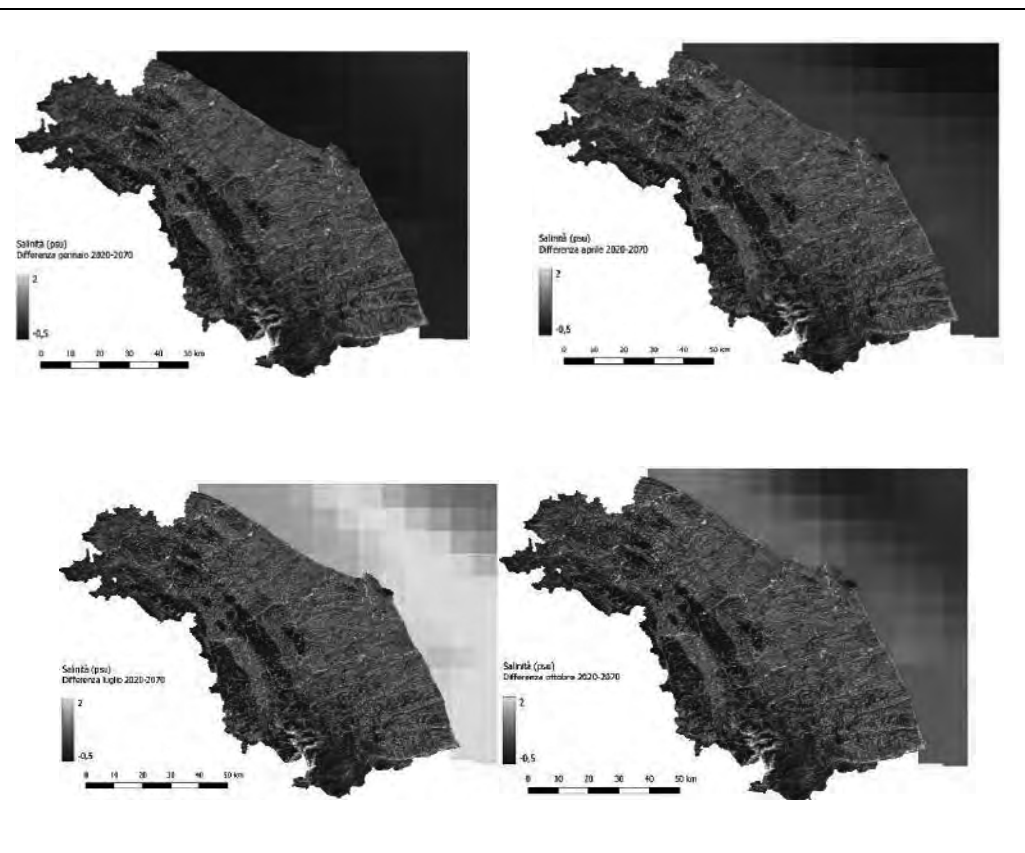 Salinità (psu)
Differenza gennaio 2020-2070
2
-0,5
0 10 20 30 40 50 km
Salinità (psu)
Differenza aprile 2020-2070
2
-0,5
0 10 20 30 40 50 km
Salinità (psu)
Differenza luglio 2020-2070
2
-0,5
0 10 20 30 40 50 km
Salinità (psu)
Differenza ottobre 2020-2070
2
-0,5
0 10 20 30 40 50 km